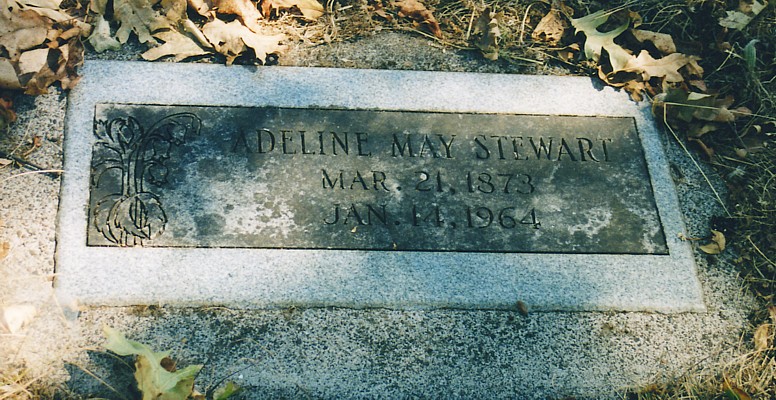 ADELINE MAY STEWART
MAR. 21, 1873
JAN. 14, 1964